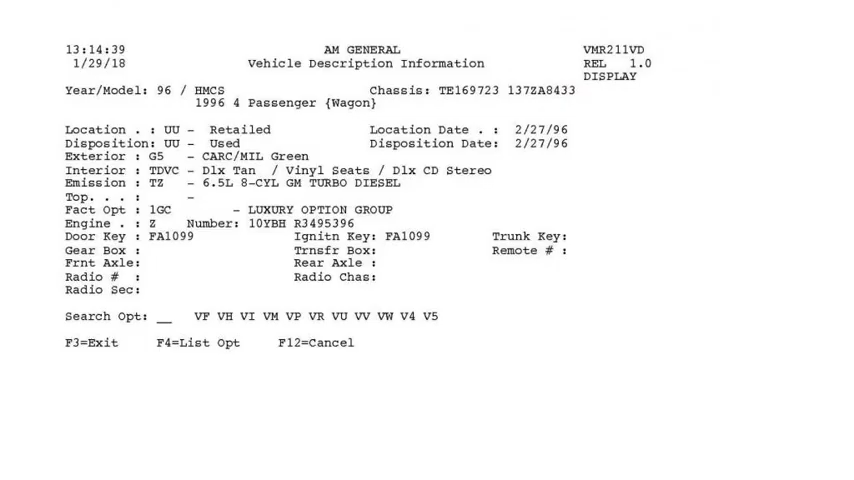 13:14:39 AM GENERAL VMR211VD
1/29/18 Vehicle Description Information REL 1.0
DISPLAY
Year/Model: 96 / HMCS Chassis: TE169723 137ZA8433
1996 4 Passenger {Wagon}
Location . : UU - Retailed Location Date . : 2/27/96
Disposition: UU - Used Disposition Date: 2/27/96
Exterior : G5 - CARC/MIL Green
Interior : TDVC - Dlx Tan / Vinyl Seats / Dlx CD Stereo
Emission : TZ - 6.5L 8-CYL GM TURBO DIESEL
Top. . . : -
Fact Opt : 1GC - LUXURY OPTION GROUP
Engine . : Z Number: 10YBH R3495396
Door Key : FA1099 Ignitn Key: FA1099 Trunk Key:
Gear Box : Trnsfr Box: Remote # :
Frnt Axle: Rear Axle :
Radio # : Radio Chas:
Radio Sec:
Search Opt: __ VF VH VI VM VP VR VU VV VW V4 V5
F3=Exit F4=List Opt F12=Cancel